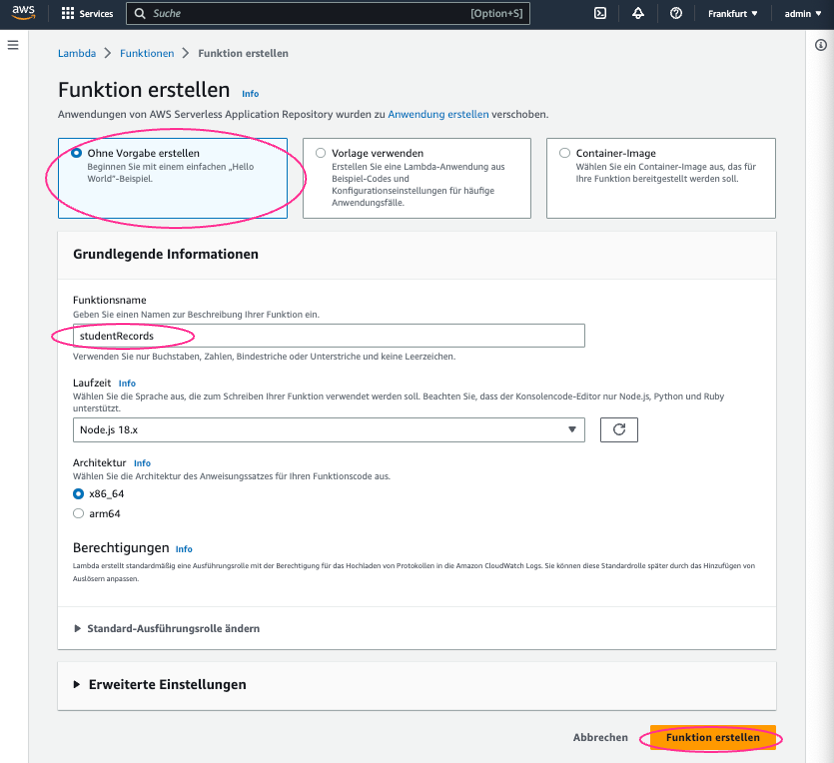 aws Services Suche [Option+S] Frankfurt ▼ admin ▼
Lambda > Funktionen > Funktion erstellen
Funktion erstellen Info
Anwendungen von AWS Serverless Application Repository wurden zu Anwendung erstellen verschoben.
Ohne Vorgabe erstellen
Beginnen Sie mit einem einfachen „Hello
World“-Beispiel.
Vorlage verwenden
Erstellen Sie eine Lambda-Anwendung aus
Beispiel-Codes und
Konfigurationseinstellungen für häufige
Anwendungsfälle.
Container-Image
Wählen Sie ein Container-Image aus, das für
Ihre Funktion bereitgestellt werden soll.
Grundlegende Informationen
Funktionsname
Geben Sie einen Namen zur Beschreibung Ihrer Funktion ein.
studentRecords
Verwenden Sie nur Buchstaben, Zahlen, Bindestriche oder Unterstriche und keine Leerzeichen.
Laufzeit Info
Wählen Sie die Sprache aus, die zum Schreiben Ihrer Funktion verwendet werden soll. Beachten Sie, dass der Konsolencode-Editor nur Node.js, Python und Ruby
unterstützt.
Node.js 18.x
Architektur Info
Wählen Sie die Architektur des Anweisungssatzes für Ihren Funktionscode aus.
x86_64
arm64
Berechtigungen Info
Lambda erstellt standardmäßig eine Ausführungsrolle mit der Berechtigung für das Hochladen von Protokollen in die Amazon CloudWatch Logs. Sie können diese Standardrolle später durch das Hinzufügen von
Auslösern anpassen.
Standard-Ausführungsrolle ändern
Erweiterte Einstellungen
Abbrechen Funktion erstellen